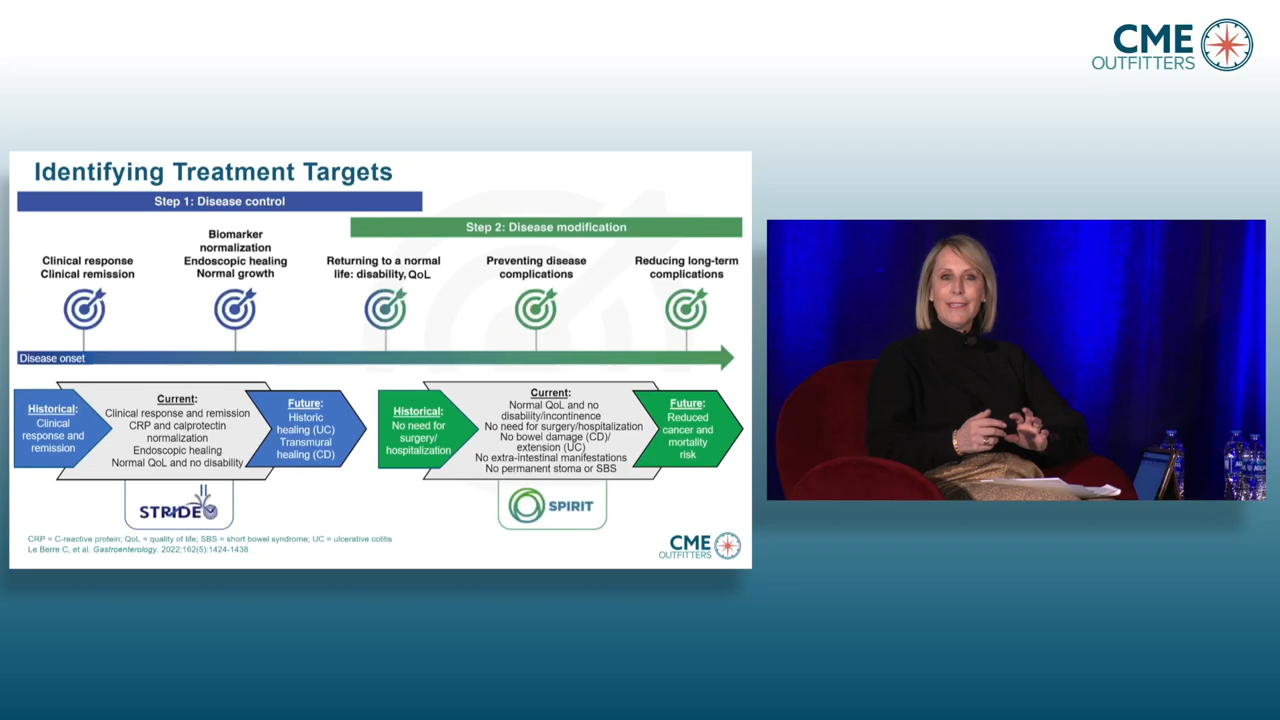 CME
OUTFITTERS
Identifying Treatment Targets
Step 1: Disease control
Step 2: Disease modification
Clinical response
Clinical remission
Biomarker
normalization
Endoscopic healing
Normal growth
Returning to a normal
life: disability, QoL
Preventing disease
complications
Reducing long-term
complications
Disease onset
Historical:
Clinical
response and
remission
Current:
Clinical response and remission
CRP and calprotectin
normalization
Endoscopic healing
Normal QoL and no disability
Future:
Historic
healing (UC)
Transmural
healing (CD)
Historical:
No need for
surgery/
hospitalization
Current:
Normal QoL and no
disability/incontinence
No need for surgery/hospitalization
No bowel damage (CD)/
extension (UC)
No extra-intestinal manifestations
No permanent stoma or SBS
Future:
Reduced
cancer and
mortality
risk
STRIDE
SPIRIT
CRP = C-reactive protein; QoL = quality of life; SBS = short bowel syndrome; UC = ulcerative colitis
Le Berre C, et al. Gastroenterology. 2022;162(5):1424-1438.
CME
OUTFITTERS